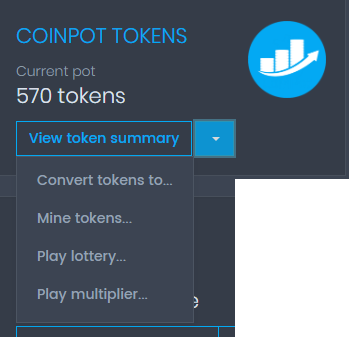 COINPOT TOKENS
Current pot
570 tokens
View token summary
Convert tokens to...
Mine tokens...
Play lottery...
Play multiplier...
e